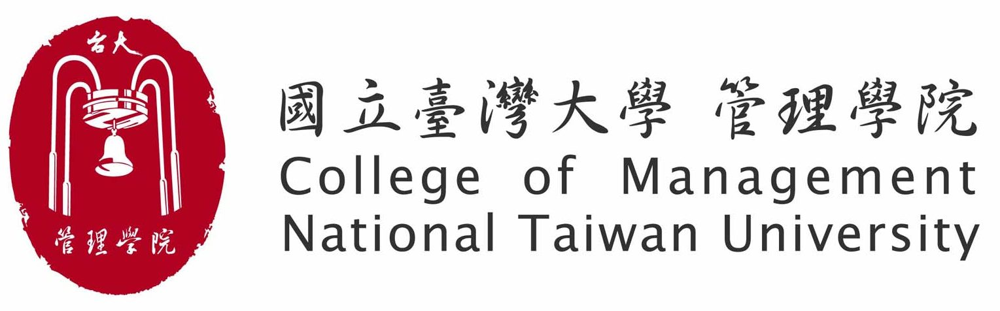 台大
管理學院
國立臺灣大學 管理學院
College of Management
National Taiwan University